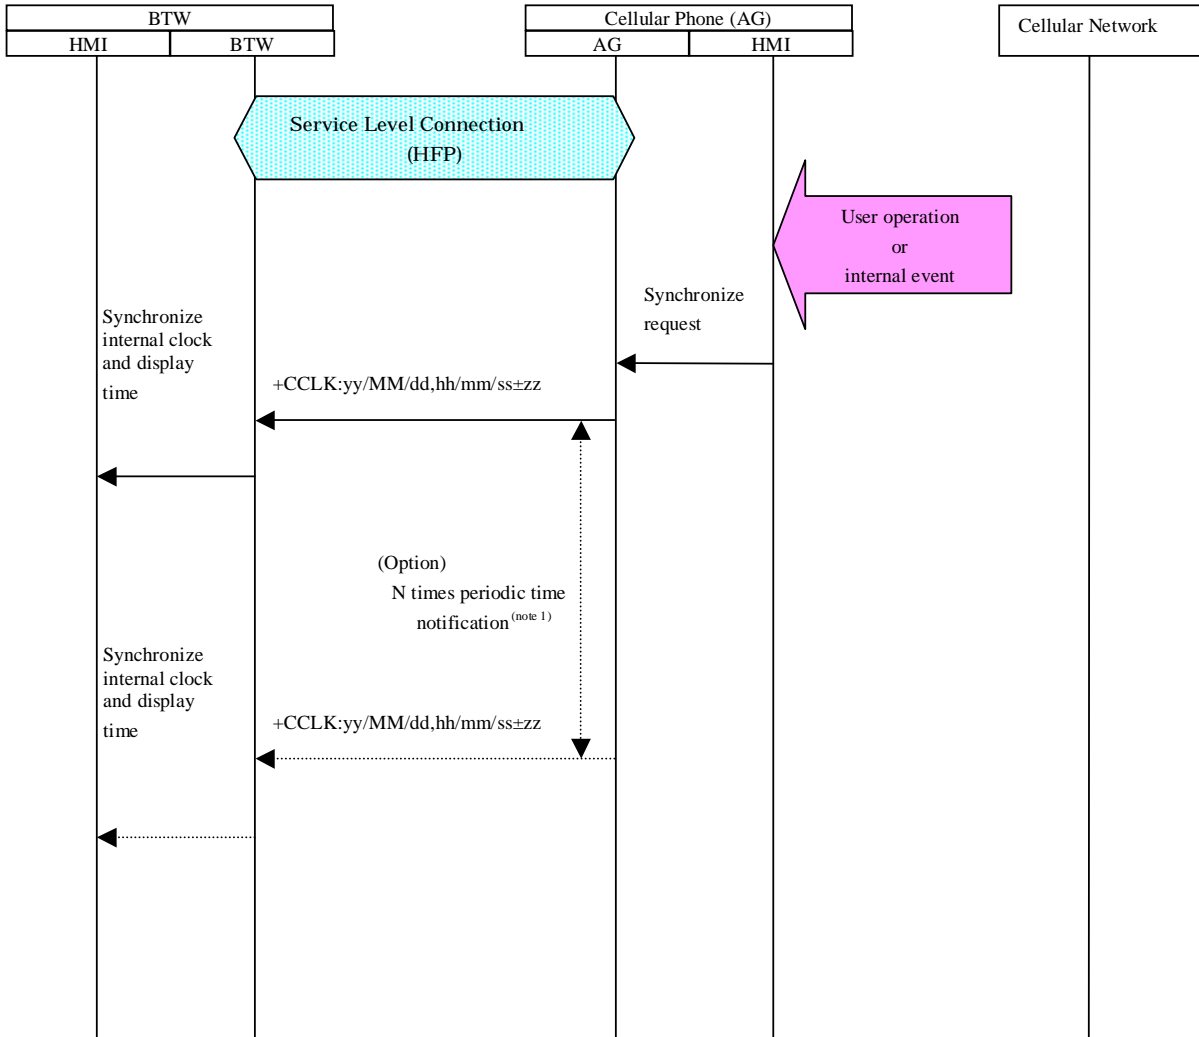 BTW
Cellular Phone (AG)
Cellular Network
HMI
BTW
AG
HMI
Service Level Connection
(HFP)
User operation
or
internal event
Synchronize
request
Synchronize
internal clock
and display
time
+CCLK:yy/MM/dd,hh/mm/ss±zz
(Option)
N times periodic time
notification(note 1)
Synchronize
internal clock
and display
time
+CCLK:yy/MM/dd,hh/mm/ss±zz